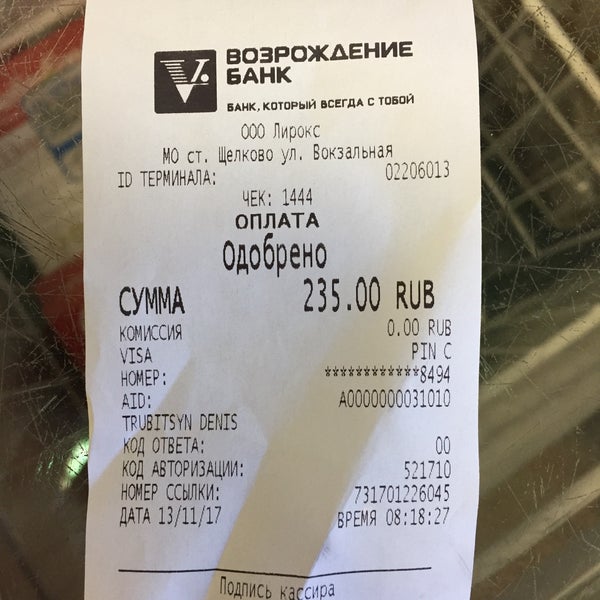 V.
ВОЗРОЖДЕНИЕ
БАНК
БАНК, КОТОРЫЙ ВСЕГДА С ТОБОЙ
ООО Лирокс
МО ст. Щелково ул. Вокзальная
ID ТЕРМИНАЛА: 02206013
ЧЕК: 1444
ОПЛАТА
Одобрено
СУММА 235.00 RUB
КОМИССИЯ 0.00 RUB
VISA PIN C
НОМЕР: ************8494
AID: A0000000031010
TRUBITSYN DENIS
КОД ОТВЕТА: 00
КОД АВТОРИЗАЦИИ: 521710
НОМЕР ССЫЛКИ: 731701226045
ДАТА 13/11/17 ВРЕМЯ 08:18:27
Подпись кассира